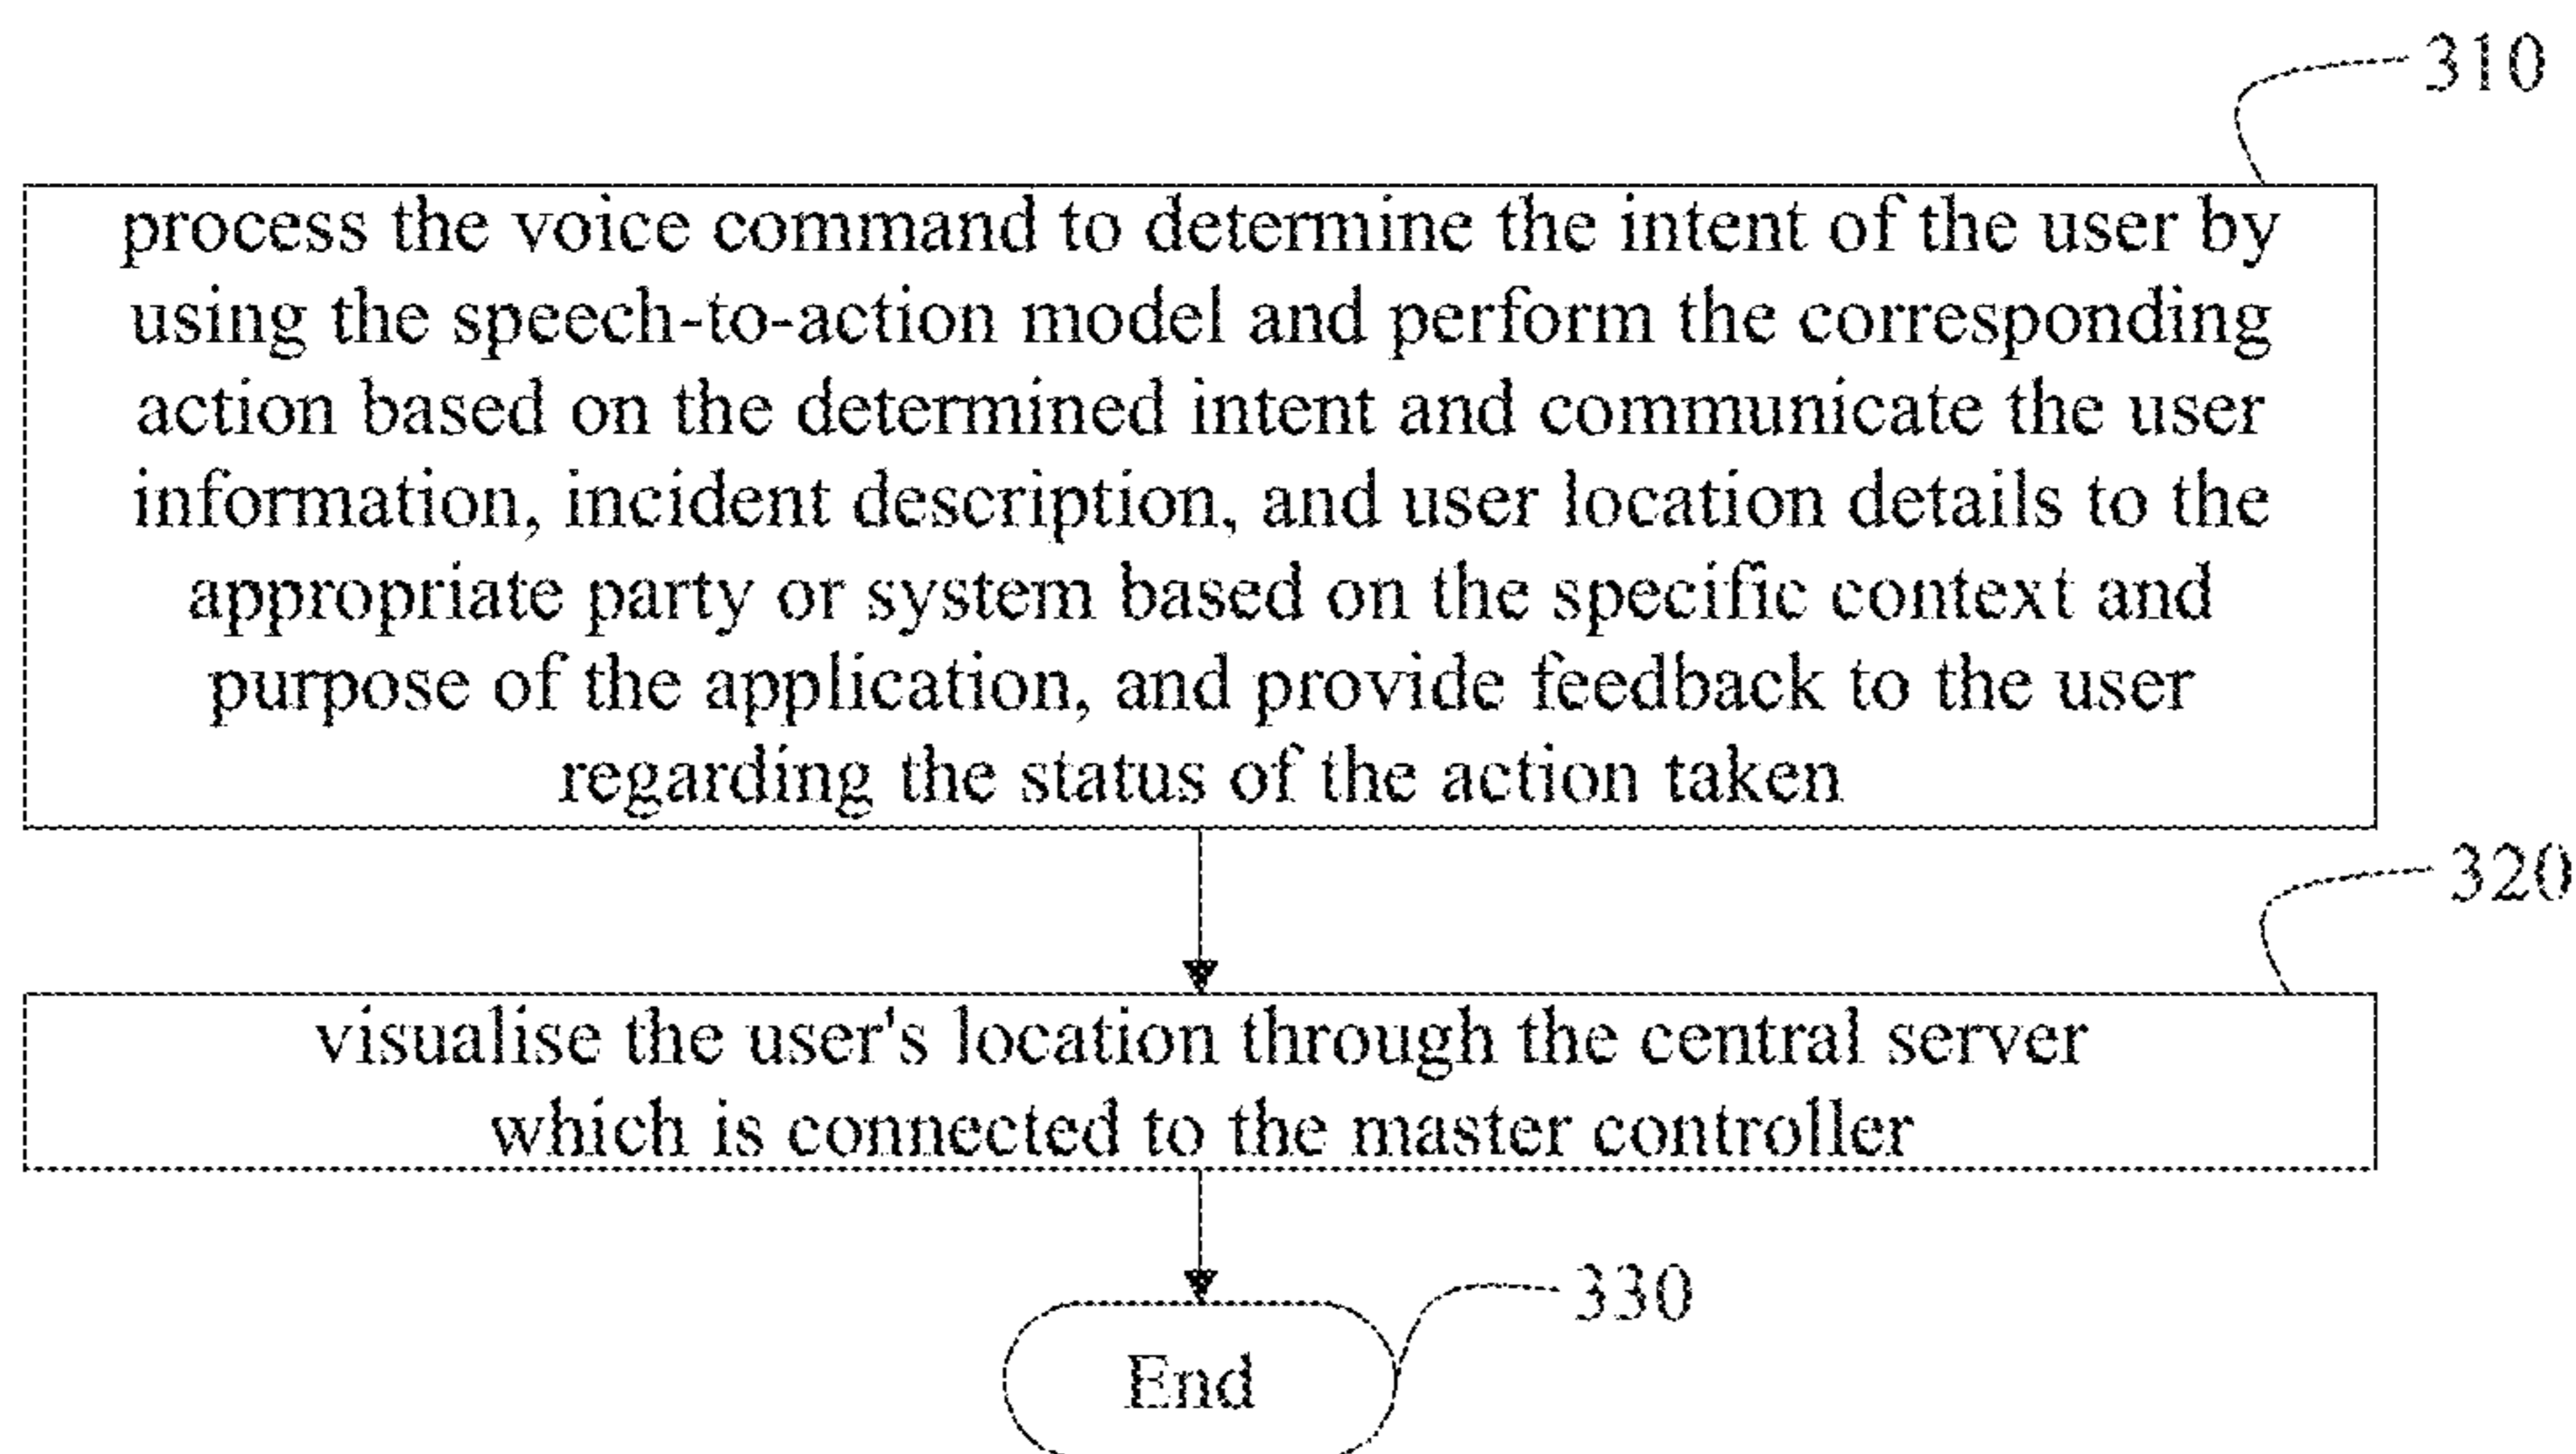 310
process the voice command to determine the intent of the user by
using the speech-to-action model and perform the corresponding
action based on the determined intent and communicate the user
information, incident description, and user location details to the
appropriate party or system based on the specific context and
purpose of the application, and provide feedback to the user
regarding the status of the action taken
320
visualise the user's location through the central server
which is connected to the master controller
330
End